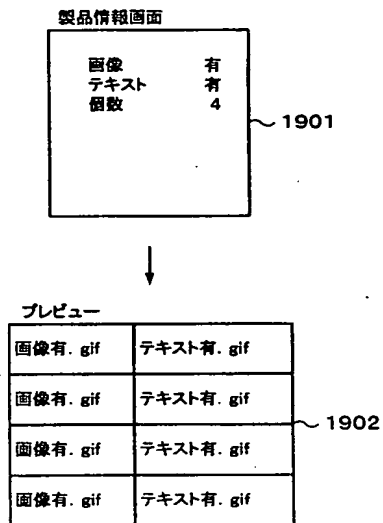 製品情報画面
画像 有
テキスト 有
個数 4
1901
プレビュー
画像有. gif テキスト有. gif
画像有. gif テキスト有. gif
1902
画像有. gif テキスト有. gif
画像有. gif テキスト有. gif